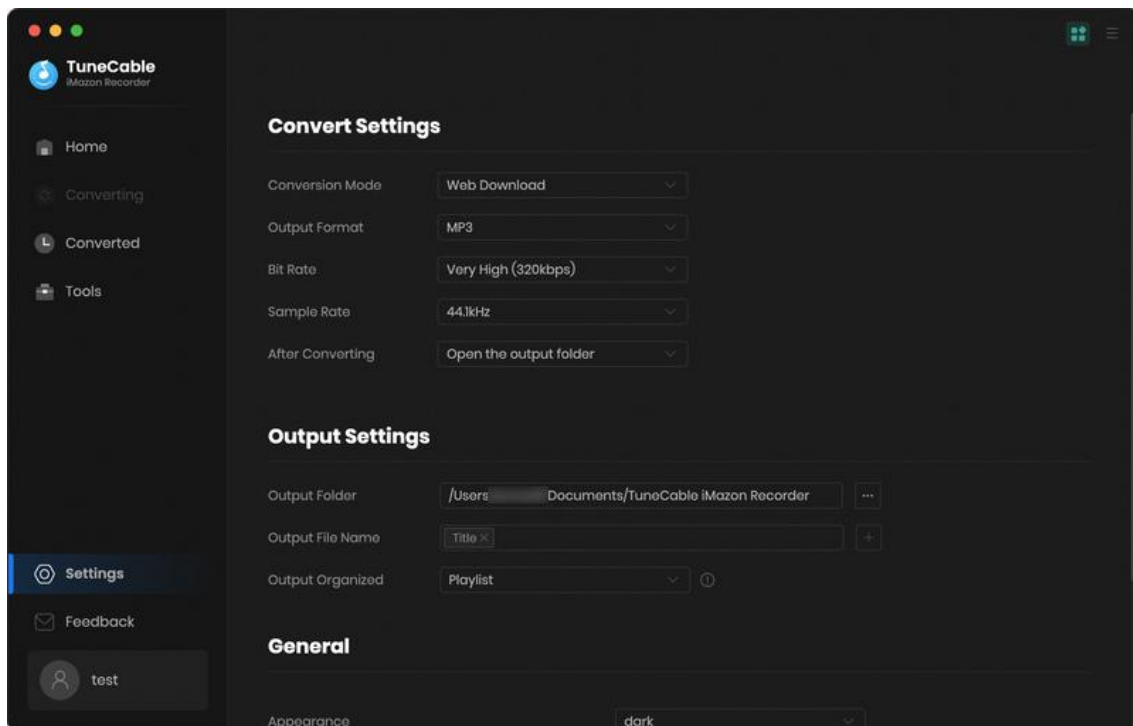 TuneCable
iMazon Recorder
Home
Converting
Converted
Tools
Settings
Feedback
test
Convert Settings
Conversion Mode Web Download
Output Format MP3
Bit Rate Very High (320kbps)
Sample Rate 44.1kHz
After Converting Open the output folder
Output Settings
Output Folder /Users Documents/TuneCable iMazon Recorder ...
Output File Name Title × +
Output Organized Playlist
General
Appearance dark